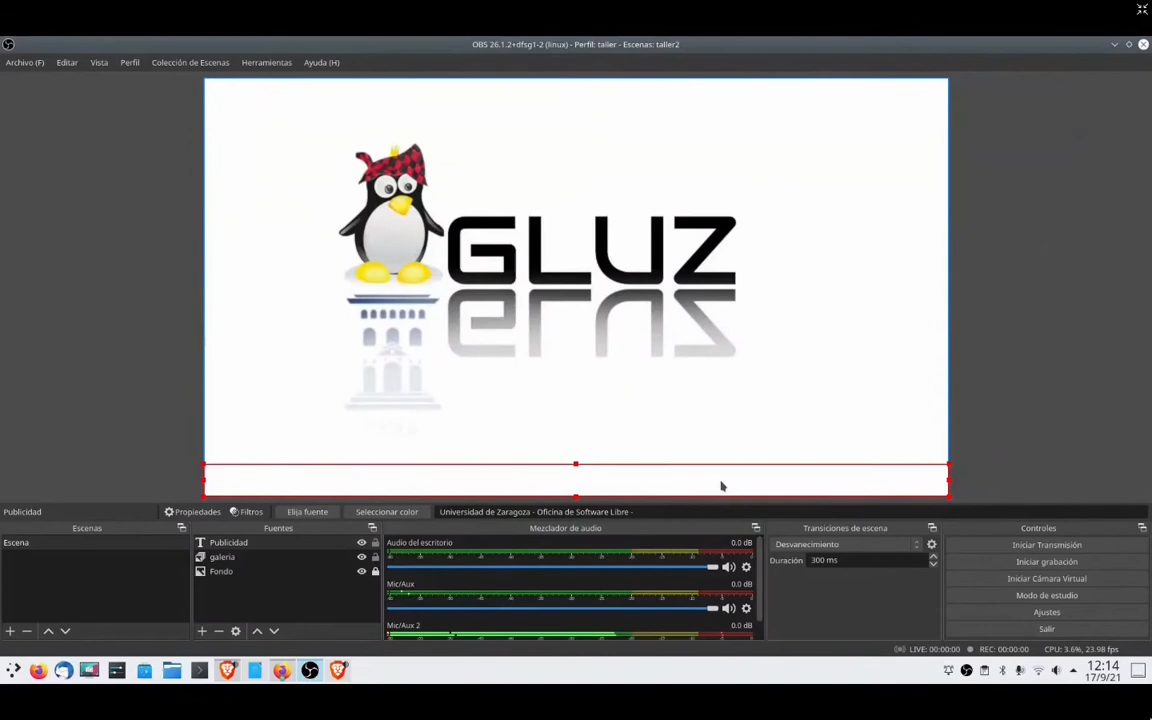 OBS 26.1.2+dfsg1-2 (linux) - Perfil: taller - Escenas: taller2
Archivo (F) Editar Vista Perfil Colección de Escenas Herramientas Ayuda (H)
GLUZ
Publicidad Propiedades Filtros Elija fuente Seleccionar color Universidad de Zaragoza - Oficina de Software Libre -
Escenas Fuentes Mezclador de audio Transiciones de escena Controles
Escena
Publicidad
galeria
Fondo
Audio del escritorio 0.0 dB
Mic/Aux 0.0 dB
Mic/Aux 2 0.0 dB
Desvanecimiento
Duración 300 ms
Iniciar Transmisión
Iniciar grabación
Iniciar Cámara Virtual
Modo de estudio
Ajustes
Salir
LIVE: 00:00:00 REC: 00:00:00 CPU: 3.6%, 23.98 fps
12:14
17/9/21